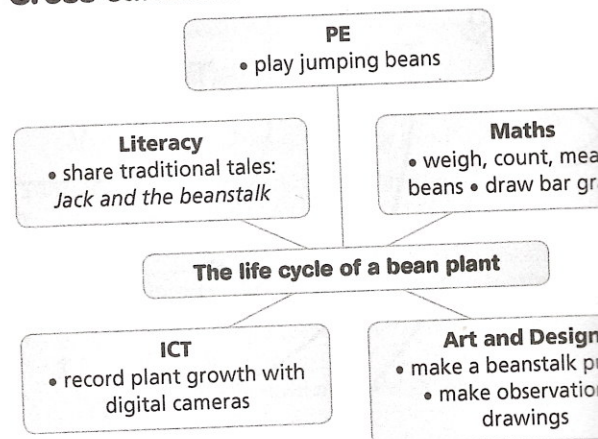 PE
• play jumping beans
Literacy
• share traditional tales:
Jack and the beanstalk
Maths
• weigh, count,
beans • draw bar
The life cycle of a bean plant
ICT
• record plant growth with
digital cameras
Art and Design
• make a beanstalk
• make
drawings